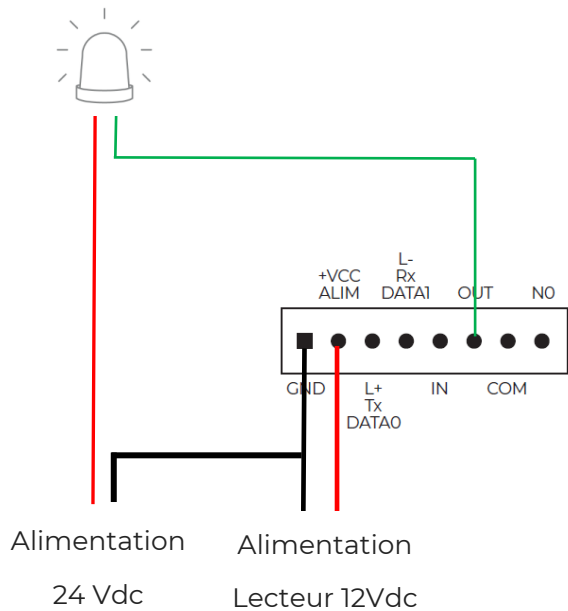 L-
+VCC Rx
ALIM DATA1 OUT N0
GND L+ IN COM
Tx
DATA0
Alimentation
24 Vdc
Alimentation
Lecteur 12Vdc